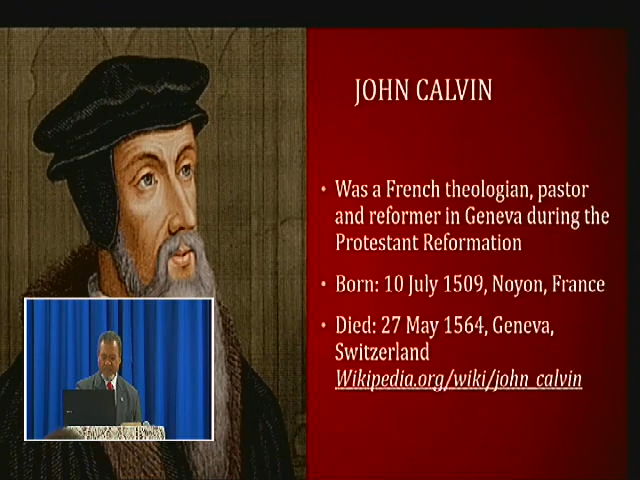 JOHN CALVIN
• Was a French theologian, pastor
and reformer in Geneva during the
Protestant Reformation
• Born: 10 July 1509, Noyon, France
• Died: 27 May 1564, Geneva,
Switzerland
Wikipedia.org/wiki/john_calvin